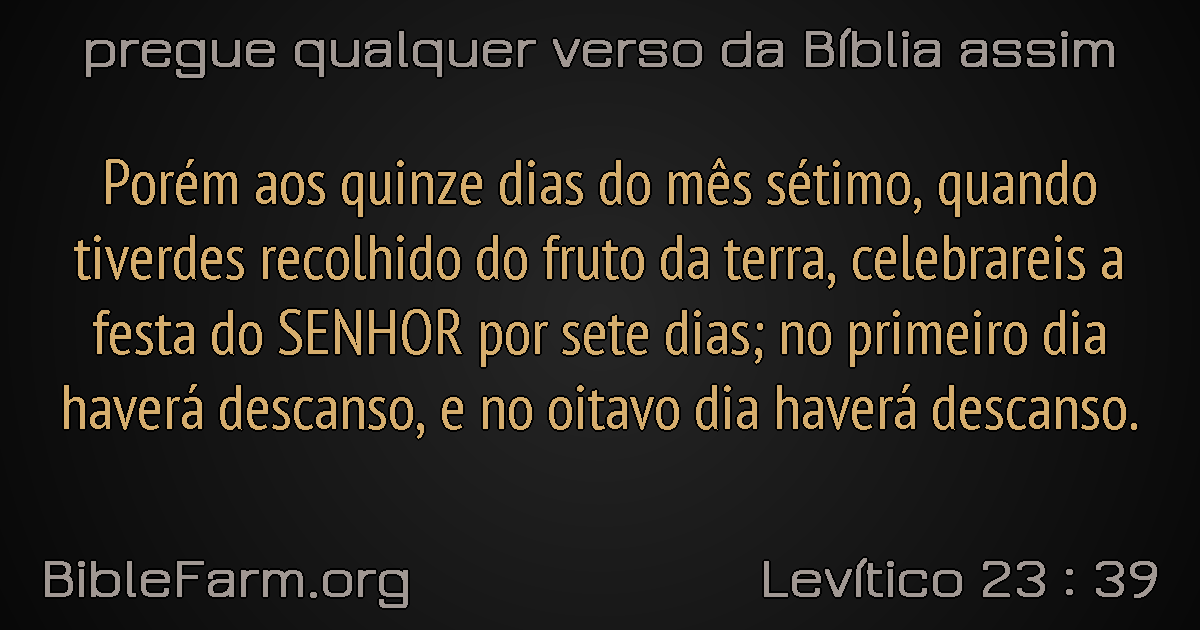 pregue qualquer verso da Bíblia assim
Porém aos quinze dias do mês sétimo, quando
tiverdes recolhido do fruto da terra, celebrareis a
festa do SENHOR por sete dias; no primeiro dia
haverá descanso, e no oitavo dia haverá descanso.
BibleFarm.org
Levítico 23 : 39